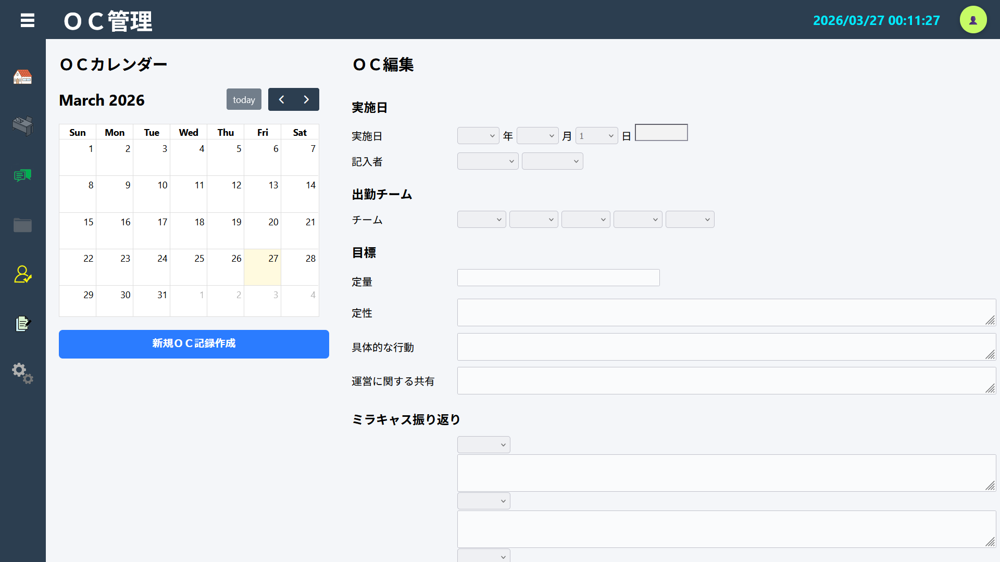 ＯＣ管理
2026/03/27 00:11:27
ＯＣカレンダー
March 2026
today
Sun Mon Tue Wed Thu Fri Sat
1 2 3 4 5 6 7
8 9 10 11 12 13 14
15 16 17 18 19 20 21
22 23 24 25 26 27 28
29 30 31 1 2 3 4
新規ＯＣ記録作成
ＯＣ編集
実施日
実施日 年 月 1 日
記入者
出勤チーム
チーム
目標
定量
定性
具体的な行動
運営に関する共有
ミラキャス振り返り